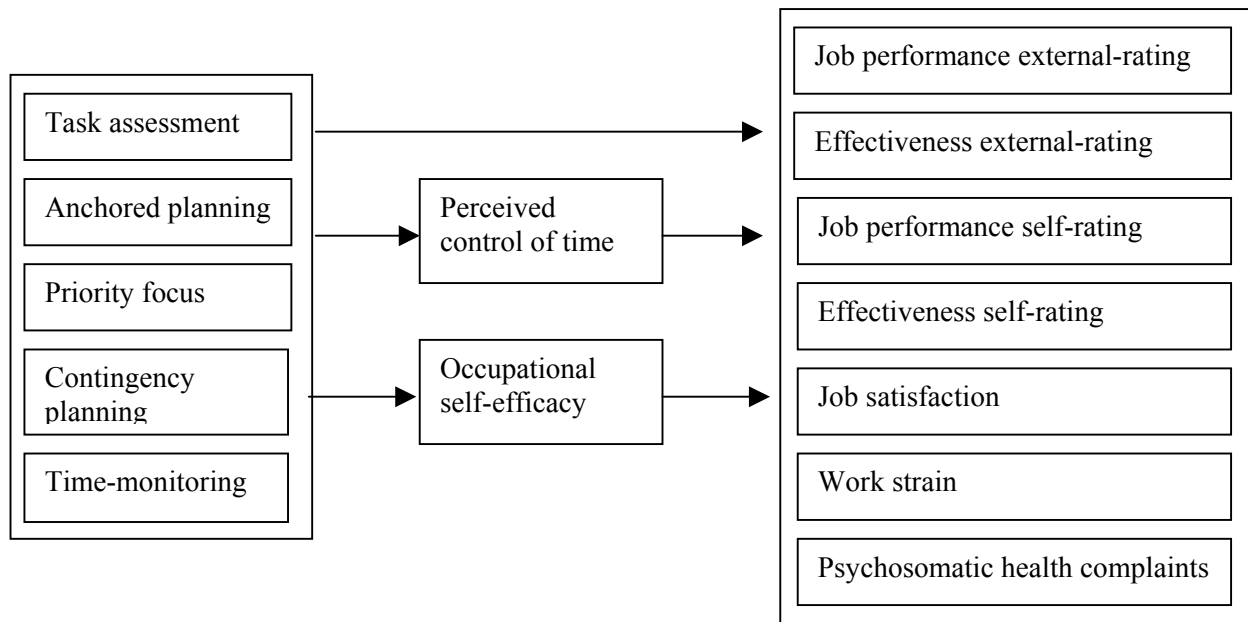 Task assessment
Anchored planning
Priority focus
Contingency
planning
Time-monitoring
Perceived
control of time
Occupational
self-efficacy
Job performance external-rating
Effectiveness external-rating
Job performance self-rating
Effectiveness self-rating
Job satisfaction
Work strain
Psychosomatic health complaints